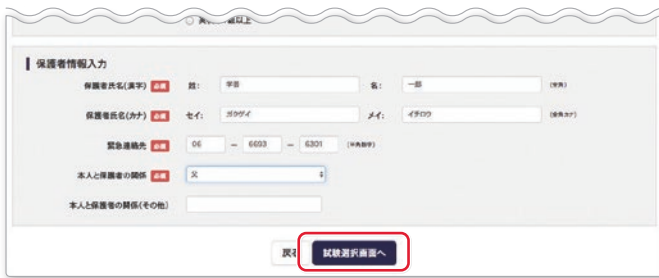 保護者情報入力
保護者氏名(漢字) 必須 姓: 学芸 名: 一郎 (全角)
保護者氏名(カナ) 必須 セイ: ガクゲイ メイ: イチロウ (全角カナ)
緊急連絡先 必須 06 - 6693 - 6301 (半角数字)
本人と保護者の関係 必須 父
本人と保護者の関係(その他)
戻る 試験選択画面へ